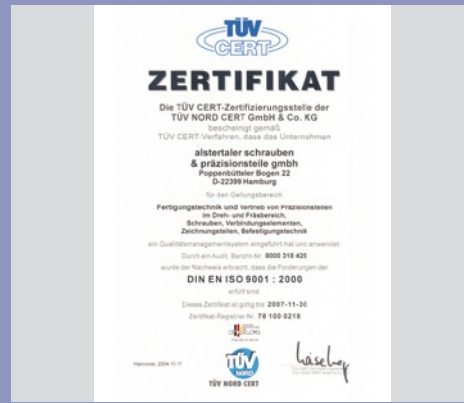 TÜV
CERT
ZERTIFIKAT
Die TÜV CERT-Zertifizierungsstelle der
TÜV NORD CERT GmbH & Co. KG
bescheinigt gemäß
TÜV CERT-Verfahren, dass das Unternehmen
alstertaler schrauben
& präzisionsteile gmbh
Poppenbütteler Bogen 22
D-22399 Hamburg
für den Geltungsbereich
Fertigungstechnik und Vertrieb von Präzisionsteilen
im Dreh- und Fräsbereich,
Schrauben, Verbindungselementen,
Zeichnungsteilen, Befestigungstechnik
ein Qualitätsmanagementsystem eingeführt hat und anwendet.
Durch ein Audit, Bericht-Nr. 8000 318 425
wurde der Nachweis erbracht, dass die Forderungen der
DIN EN ISO 9001 : 2000
erfüllt sind.
Dieses Zertifikat ist gültig bis 2007-11-30
Zertifikat-Registrier-Nr. 78 100 0216
TÜV
NORD
TÜV NORD CERT